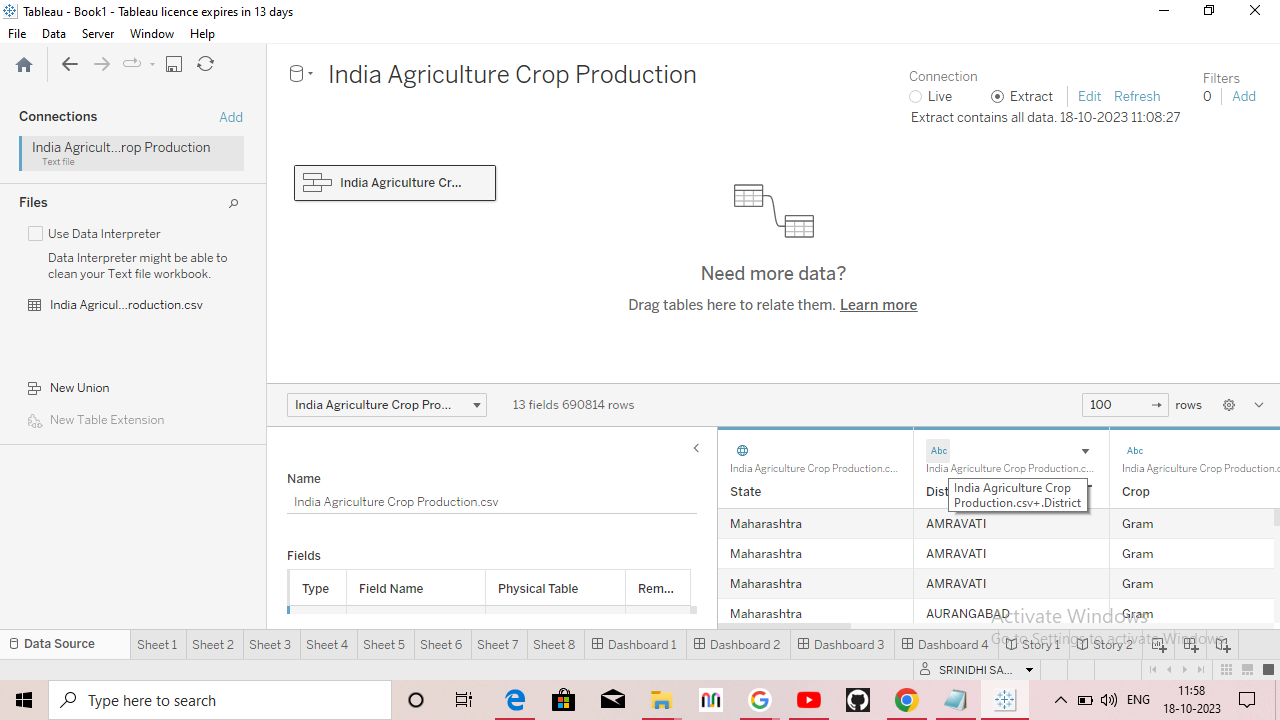 Tableau - Book1 - Tableau licence expires in 13 days
File Data Server Window Help
Connections Add
India Agricult...rop Production
Text file
Files
Use Data Interpreter
Data Interpreter might be able to
clean your Text file workbook.
India Agricul...roduction.csv
New Union
New Table Extension
India Agriculture Crop Production
Connection
Live Extract Edit Refresh
Extract contains all data. 18-10-2023 11:08:27
Filters
0 Add
India Agriculture Cr...
Need more data?
Drag tables here to relate them. Learn more
India Agriculture Crop Pro... 13 fields 690814 rows 100 rows
Name
India Agriculture Crop Production.csv
Fields
Type Field Name Physical Table Rem...
Abc Abc
India Agriculture Crop Production.c... India Agriculture Crop Production.c... India Agriculture Crop Production.c
State Dist Crop
India Agriculture Crop
Production.csv+.District
Maharashtra AMRAVATI Gram
Maharashtra AMRAVATI Gram
Maharashtra AMRAVATI Gram
Maharashtra AURANGABAD Gram
Activate Windows
Go to Settings to activate Windows.
Data Source Sheet 1 Sheet 2 Sheet 3 Sheet 4 Sheet 5 Sheet 6 Sheet 7 Sheet 8 Dashboard 1 Dashboard 2 Dashboard 3 Dashboard 4 Story 1 Story 2
SRINIDHI SA...
Type here to search
ENG
11:58
18-10-2023